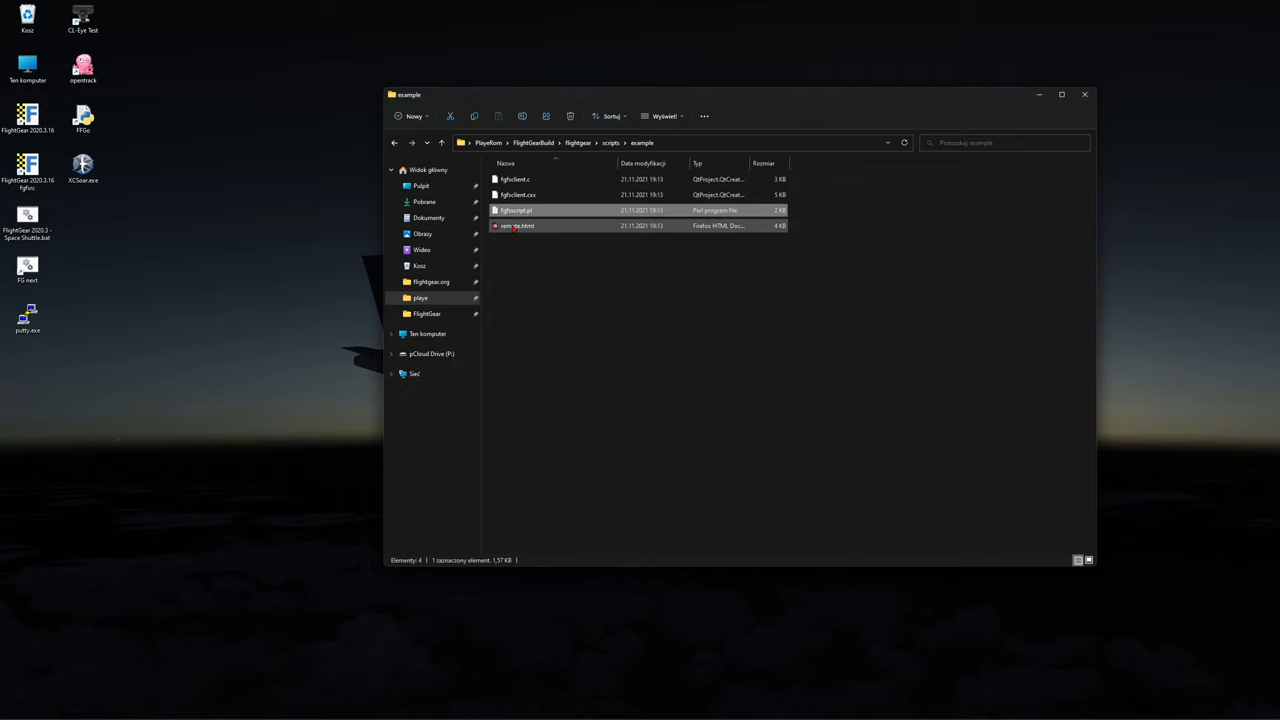 Kosz
CL-Eye Test
Ten komputer
opentrack
FlightGear 2020.3.16
FFGo
FlightGear 2020.3.16
fgfsrc
XCSoar.exe
FlightGear 2020.3 -
Space Shuttle.bat
FG next
putty.exe
example
Nowy
Sortuj
Wyświetl
PlayeRom › FlightGearBuild › flightgear › scripts › example
Przeszukaj: example
Widok główny
Pulpit
Pobrane
Dokumenty
Obrazy
Wideo
Kosz
flightgear.org
playe
FlightGear
Ten komputer
pCloud Drive (P:)
Sieć
Nazwa Data modyfikacji Typ Rozmiar
fgfsclient.c 21.11.2021 19:13 QtProject.QtCreat... 3 KB
fgfsclient.cxx 21.11.2021 19:13 QtProject.QtCreat... 5 KB
fgfsscript.pl 21.11.2021 19:13 Perl program file 2 KB
remote.html 21.11.2021 19:13 Firefox HTML Doc... 4 KB
Elementy: 4 | 1 zaznaczony element. 1,57 KB |